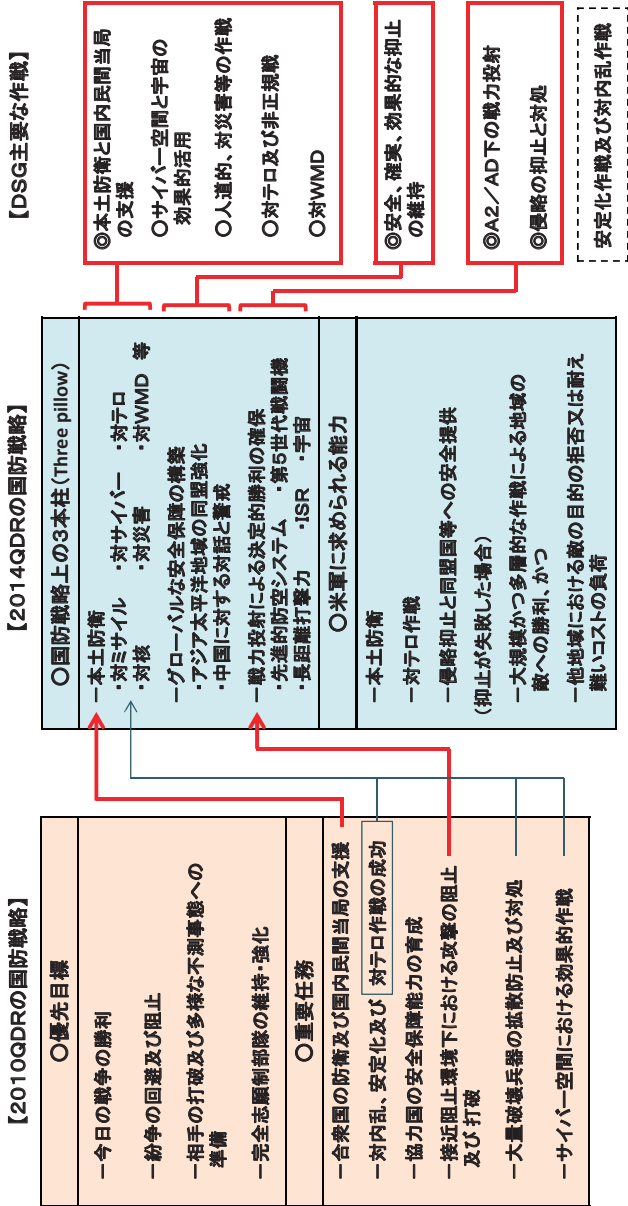 【2010QDRの国防戦略】
○優先目標
－今日の戦争の勝利
－紛争の回避及び阻止
－相手の打破及び多様な不測事態への
準備
－完全志願制部隊の維持・強化
○重要任務
－合衆国の防衛及び国内民間当局の支援
－対内乱、安定化及び 対テロ作戦の成功
－協力国の安全保障能力の育成
－接近阻止環境下における攻撃の阻止
及び 打破
－大量破壊兵器の拡散防止及び対処
－サイバー空間における効果的作戦
【2014QDRの国防戦略】
○国防戦略上の3本柱(Three pillow)
－本土防衛
・対ミサイル ・対サイバー ・対テロ
・対核 ・対災害 ・対WMD 等
－グローバルな安全保障の構築
・アジア太平洋地域の同盟強化
・中国に対する対話と警戒
－戦力投射による決定的勝利の確保
・先進的防空システム ・第5世代戦闘機
・長距離打撃力 ・ISR ・宇宙
○米軍に求められる能力
－本土防衛
－対テロ作戦
－侵略抑止と同盟国等への安全提供
(抑止が失敗した場合)
－大規模かつ多層的な作戦による地域の
敵への勝利、かつ
－他地域における敵の目的の拒否又は耐え
難いコストの負荷
【DSG主要な作戦】
◎本土防衛と国内民間当局
の支援
○サイバー空間と宇宙の
効果的活用
○人道的、対災害等の作戦
○対テロ及び非正規戦
○対WMD
◎安全、確実、効果的な抑止
の維持
◎A2／AD下の戦力投射
◎侵略の抑止と対処
安定化作戦及び対内乱作戦